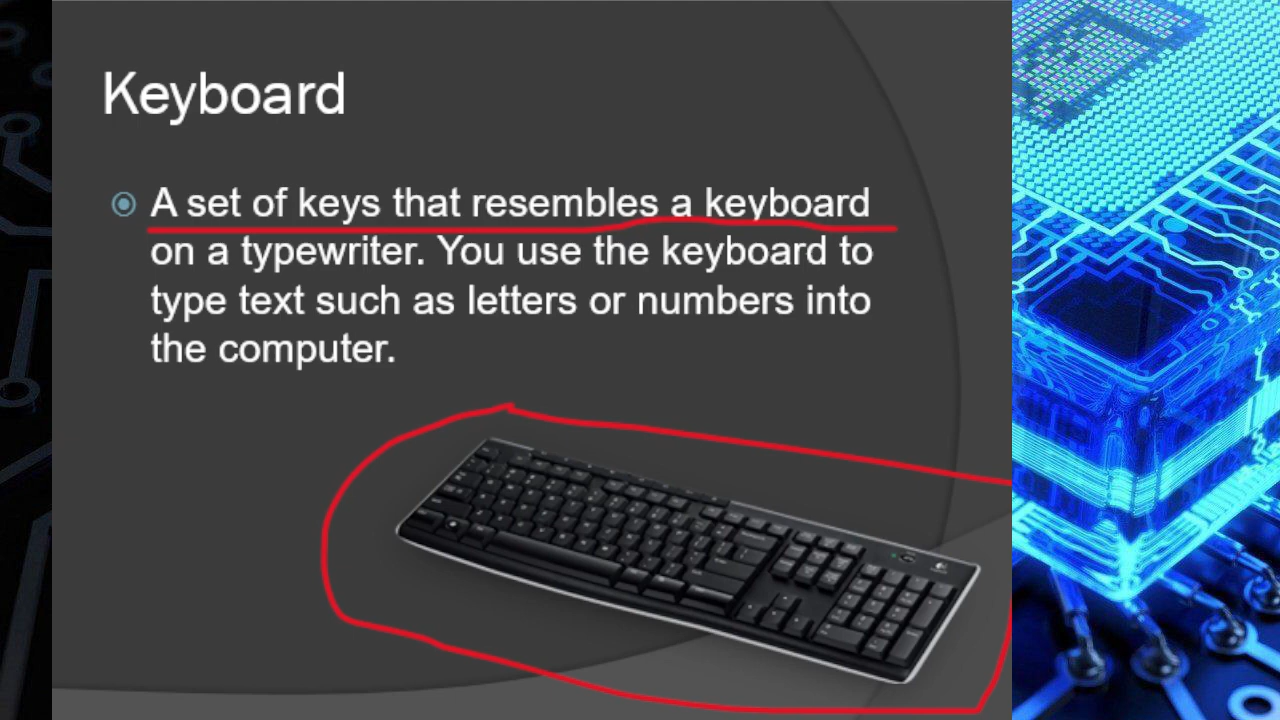 Keyboard
A set of keys that resembles a keyboard
on a typewriter. You use the keyboard to
type text such as letters or numbers into
the computer.